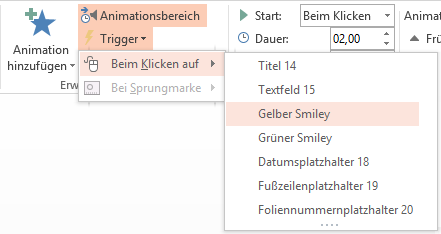 Animation
hinzufügen
Animationsbereich
Trigger
Start: Beim Klicken
Animati
Dauer: 02,00
Frü
Erw
Beim Klicken auf
Bei Sprungmarke
Titel 14
Textfeld 15
Gelber Smiley
Grüner Smiley
Datumsplatzhalter 18
Fußzeilenplatzhalter 19
Foliennummernplatzhalter 20